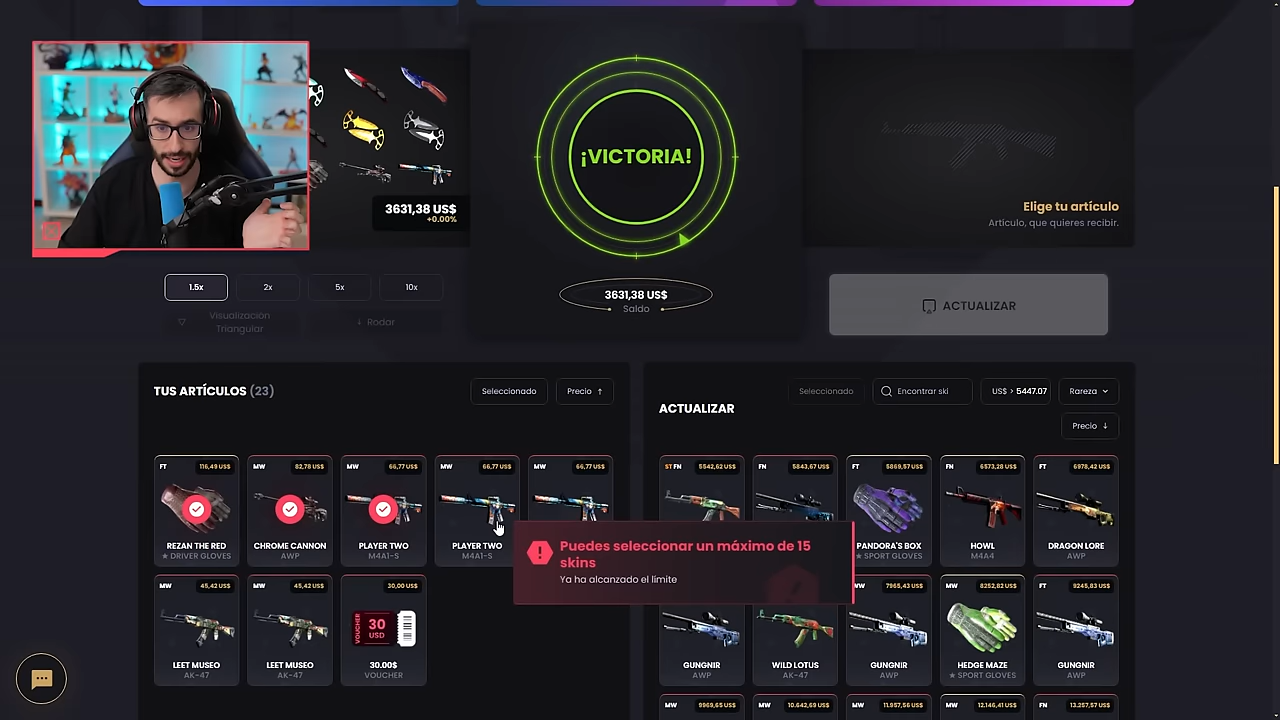 ¡VICTORIA!
3631,38 US$
+0.00%
Elige tu artículo
Artículo, que quieres recibir.
1.5x
2x
5x
10x
3631,38 US$
Saldo
ACTUALIZAR
Visualización
Triangular
Rodar
TUS ARTÍCULOS (23)
Seleccionado
Precio ↑
ACTUALIZAR
Seleccionado
Encontrar ski
US$ > 5447.07
Rareza
Precio ↓
FT 116,49 US$
MW 82,78 US$
MW 66,77 US$
MW 66,77 US$
MW 66,77 US$
REZAN THE RED
★ DRIVER GLOVES
CHROME CANNON
AWP
PLAYER TWO
M4A1-S
PLAYER TWO
M4A1-S
ST FN 5542,62 US$
FN 5843,67 US$
FT 5869,57 US$
FN 6573,28 US$
FT 6978,42 US$
PANDORA'S BOX
★ SPORT GLOVES
HOWL
M4A4
DRAGON LORE
AWP
Puedes seleccionar un máximo de 15
skins
Ya ha alcanzado el límite
MW 45,42 US$
MW 45,42 US$
30,00 US$
LEET MUSEO
AK-47
LEET MUSEO
AK-47
VOUCHER
30
USD
30.00$
VOUCHER
MW 7965,43 US$
MW 8252,82 US$
FT 9245,83 US$
GUNGNIR
AWP
WILD LOTUS
AK-47
GUNGNIR
AWP
HEDGE MAZE
★ SPORT GLOVES
GUNGNIR
AWP
MW 9969,65 US$
MW 10.642,69 US$
MW 11.957,56 US$
MW 12.146,41 US$
FN 13.257,57 US$